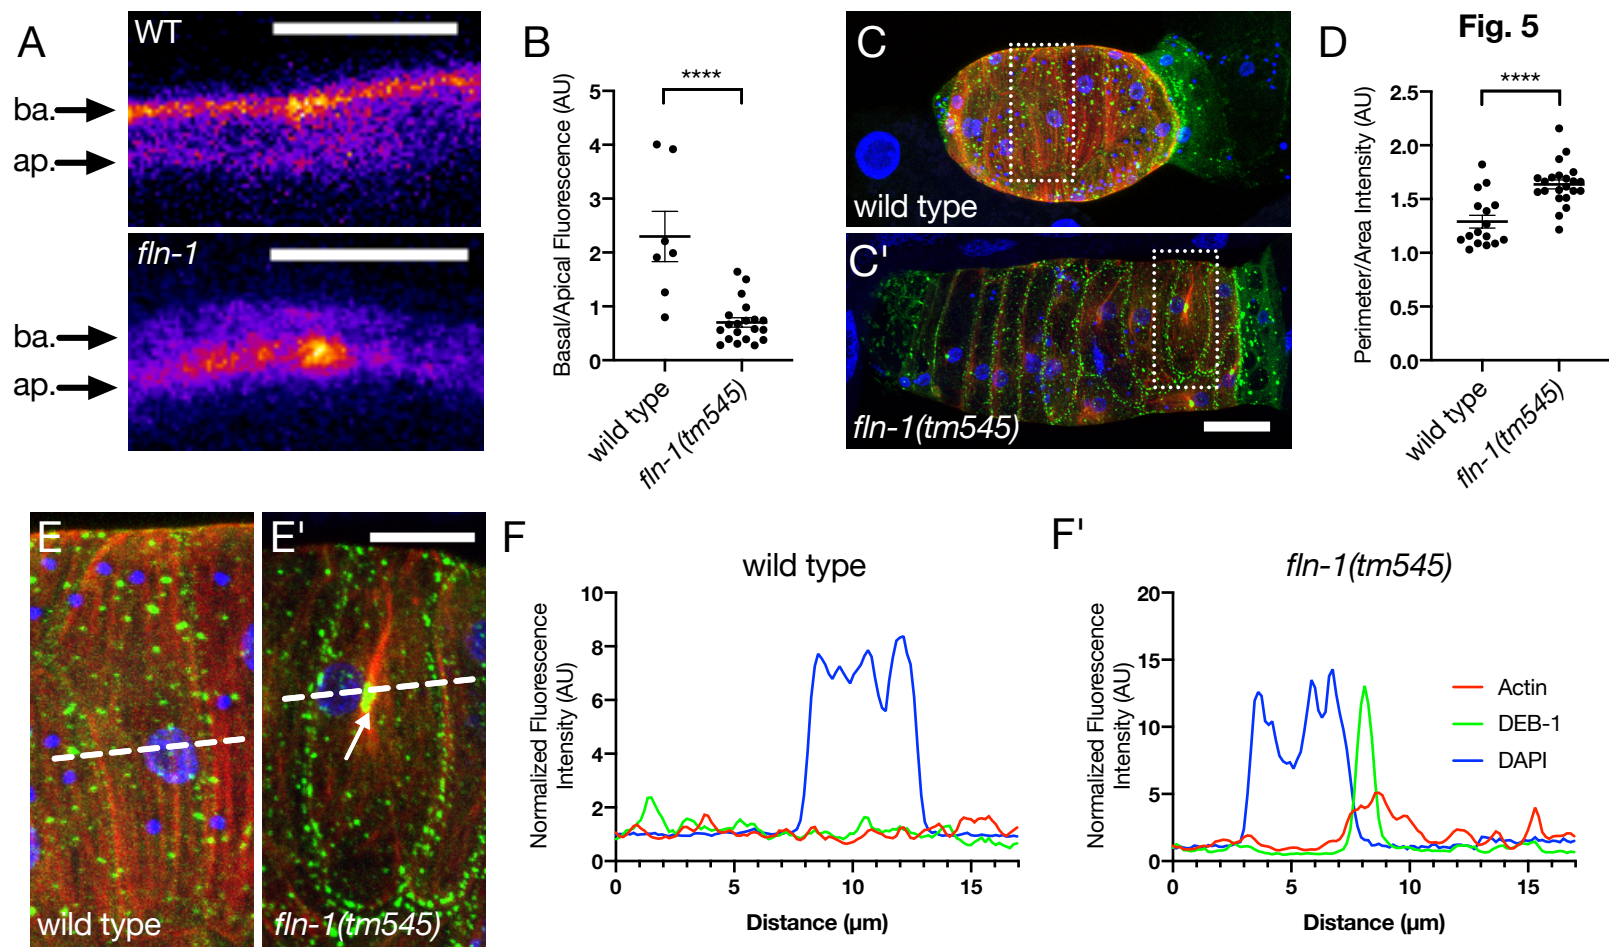 Fig. 5
A
WT
ba.
ap.
fln-1
ba.
ap.
B
****
Basal/Apical Fluorescence (AU)
5
4
3
2
1
0
wild type
fln-1(tm545)
C
wild type
C'
fln-1(tm545)
D
****
Perimeter/Area Intensity (AU)
2.5
2.0
1.5
1.0
0.5
0.0
wild type
fln-1(tm545)
E
wild type
E'
fln-1(tm545)
F
wild type
Normalized Fluorescence
Intensity (AU)
10
8
6
4
2
0
0 5 10 15
Distance (µm)
F'
fln-1(tm545)
Normalized Fluorescence
Intensity (AU)
20
15
10
5
0
0 5 10 15
Distance (µm)
Actin
DEB-1
DAPI